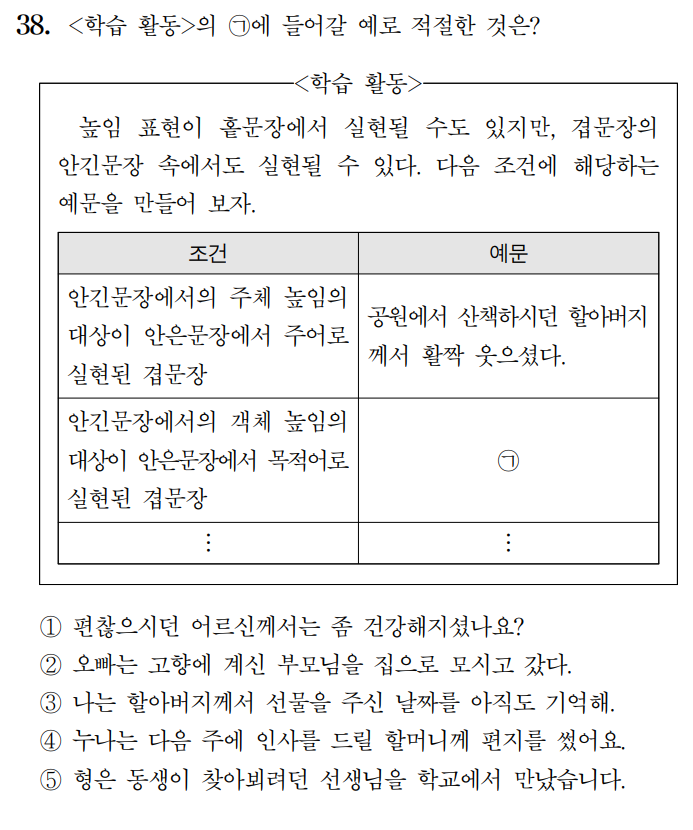 38. <학습 활동>의 ㉠에 들어갈 예로 적절한 것은?
<학습 활동>
높임 표현이 홑문장에서 실현될 수도 있지만, 겹문장의
안긴문장 속에서도 실현될 수 있다. 다음 조건에 해당하는
예문을 만들어 보자.
조건 예문
안긴문장에서의 주체 높임의
대상이 안은문장에서 주어로
실현된 겹문장
공원에서 산책하시던 할아버지
께서 활짝 웃으셨다.
안긴문장에서의 객체 높임의
대상이 안은문장에서 목적어로
실현된 겹문장
㉠
⋮ ⋮
① 편찮으시던 어르신께서는 좀 건강해지셨나요?
② 오빠는 고향에 계신 부모님을 집으로 모시고 갔다.
③ 나는 할아버지께서 선물을 주신 날짜를 아직도 기억해.
④ 누나는 다음 주에 인사를 드릴 할머니께 편지를 썼어요.
⑤ 형은 동생이 찾아뵈려던 선생님을 학교에서 만났습니다.